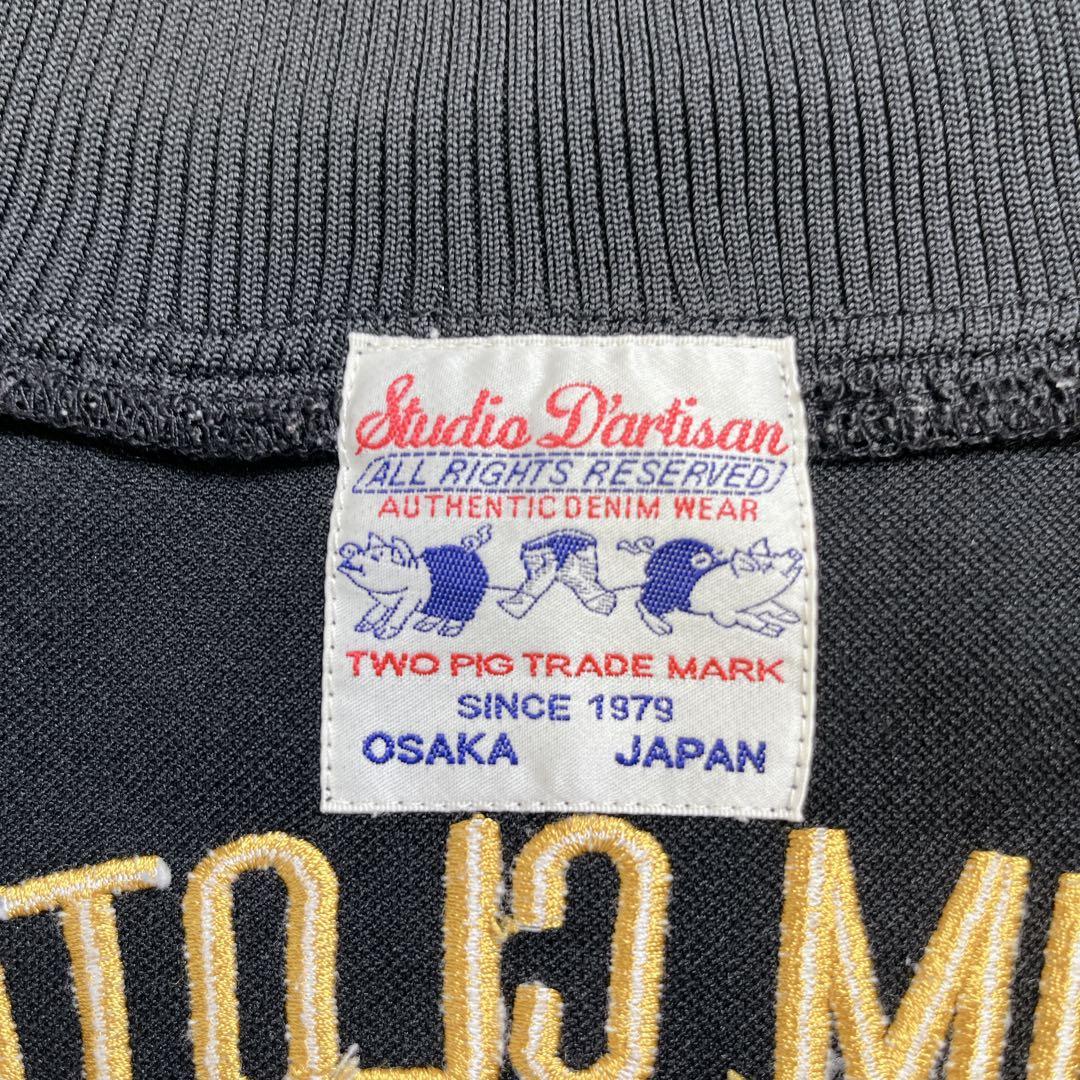 Studio D'artisan
ALL RIGHTS RESERVED
AUTHENTIC DENIM WEAR
TWO PIG TRADE MARK
SINCE 1979
OSAKA JAPAN